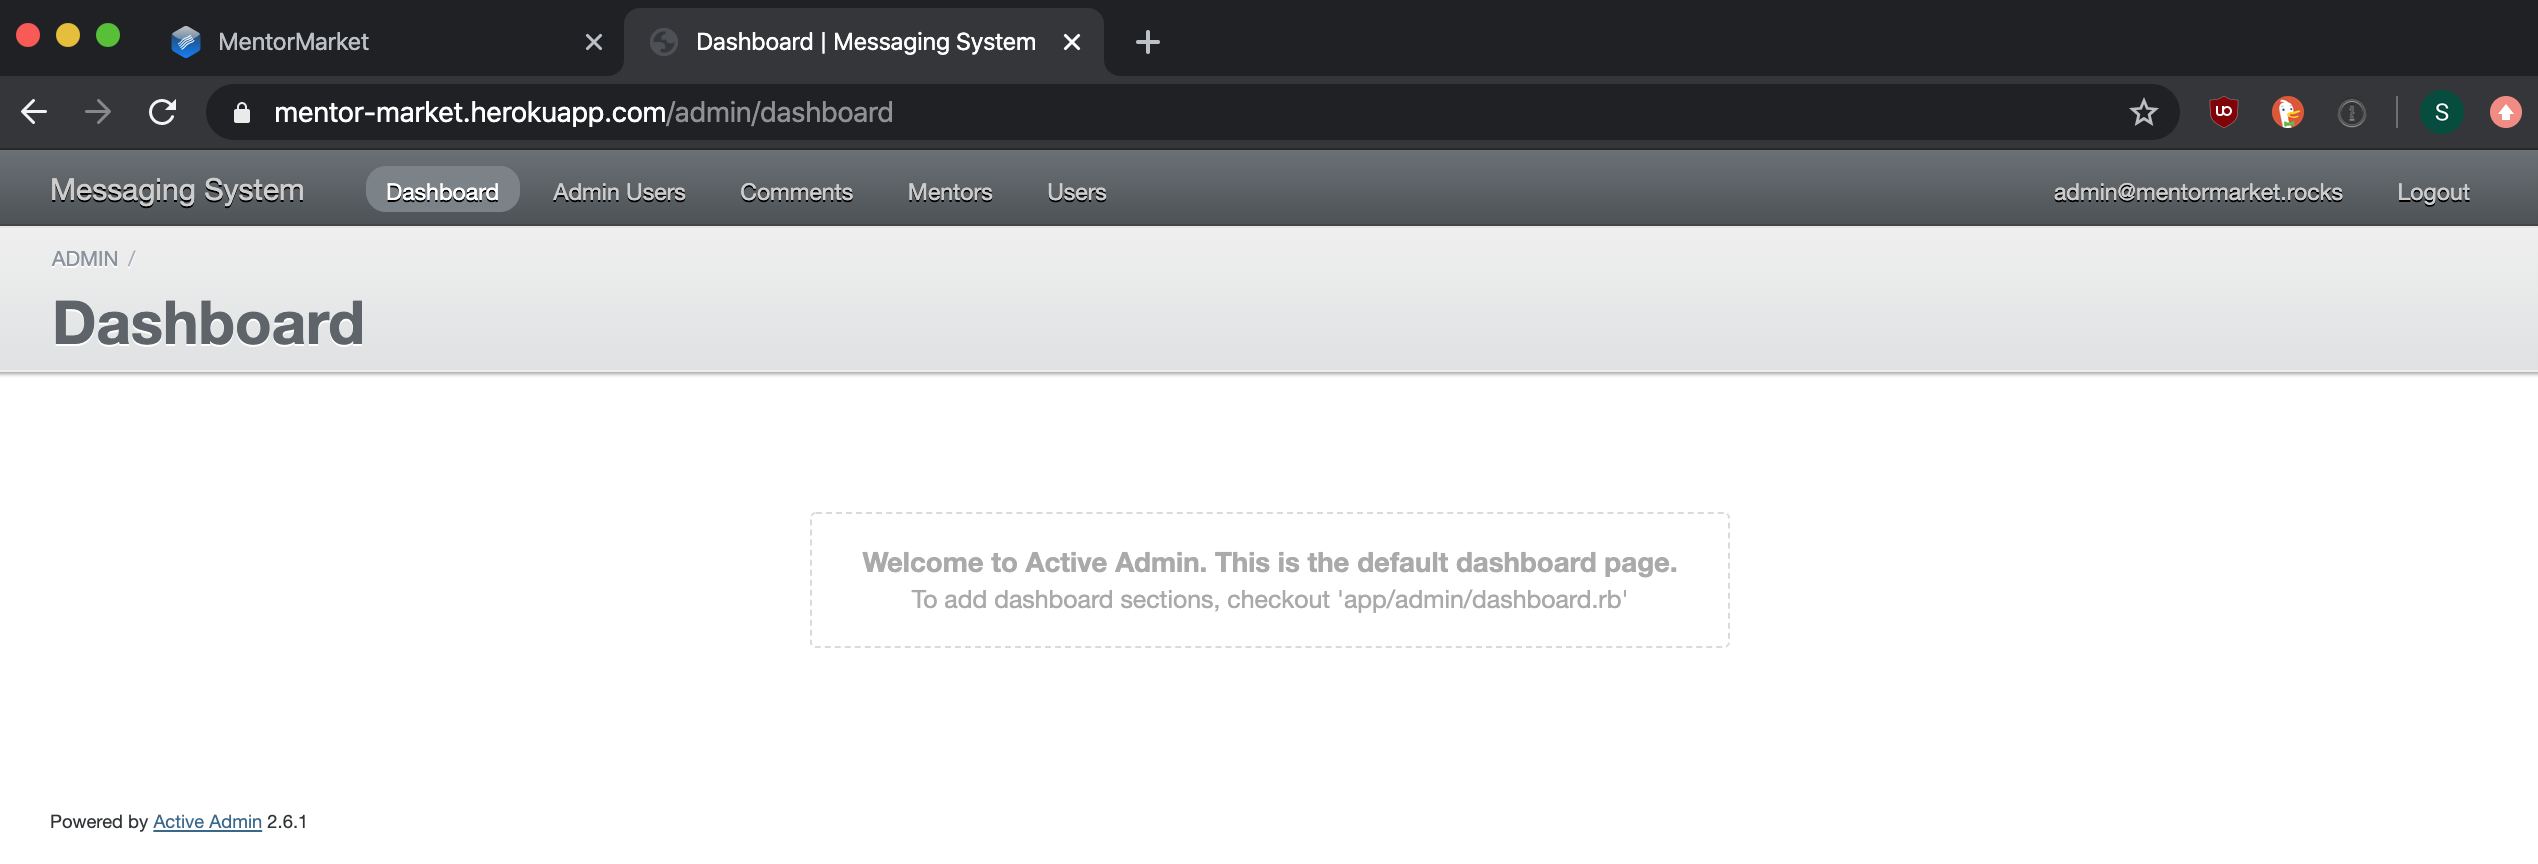 MentorMarket
Dashboard | Messaging System
mentor-market.herokuapp.com/admin/dashboard
S
Messaging System
Dashboard
Admin Users
Comments
Mentors
Users
admin@mentormarket.rocks
Logout
ADMIN /
Dashboard
Welcome to Active Admin. This is the default dashboard page.
To add dashboard sections, checkout 'app/admin/dashboard.rb'
Powered by Active Admin 2.6.1